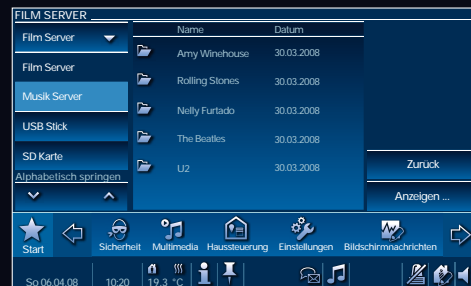 FILM SERVER
Film Server
Name Datum
Film Server
Musik Server
USB Stick
SD Karte
Amy Winehouse 30.03.2008
Rolling Stones 30.03.2008
Nelly Furtado 30.03.2008
The Beatles 30.03.2008
U2 30.03.2008
Alphabetisch springen
Zurück
Anzeigen ...
Start
Sicherheit
Multimedia
Haussteuerung
Einstellungen
Bildschirmnachrichten
So 06.04.08
10:20
19.3 °C